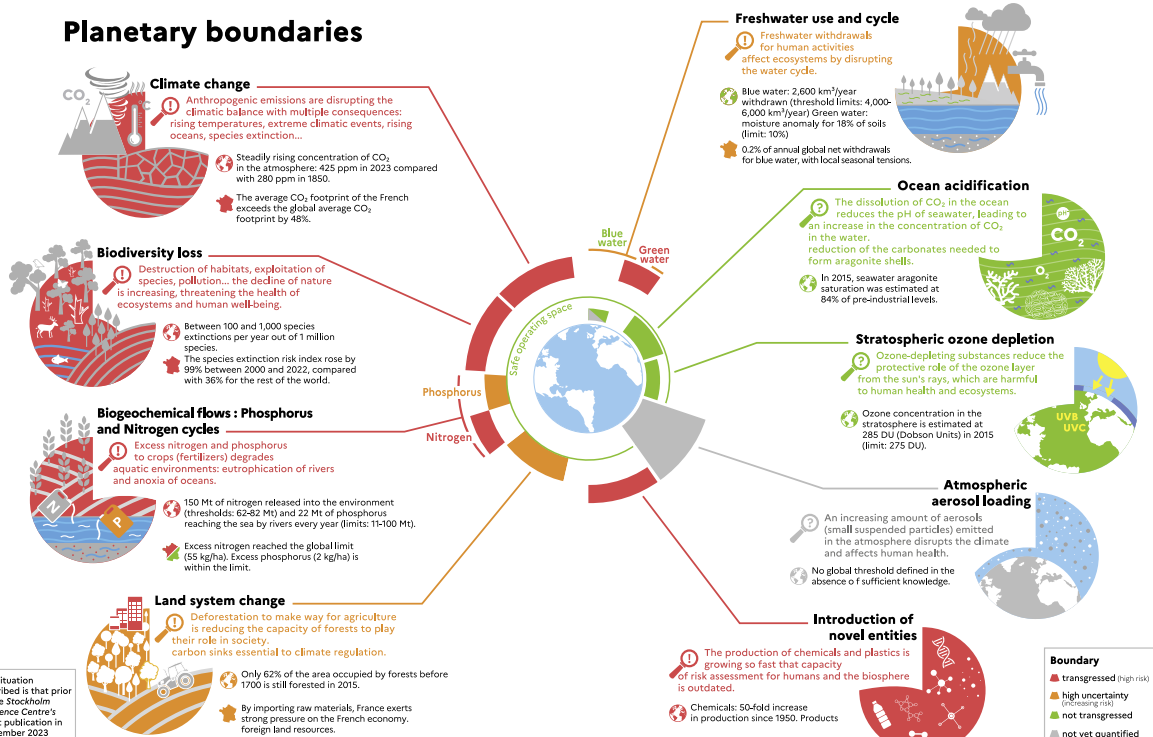 Planetary boundaries
Climate change
Anthropogenic emissions are disrupting the
climatic balance with multiple consequences:
rising temperatures, extreme climatic events, rising
oceans, species extinction...
CO₂
°C
Steadily rising concentration of CO₂
in the atmosphere: 425 ppm in 2023 compared
with 280 ppm in 1850.
The average CO₂ footprint of the French
exceeds the global average CO₂
footprint by 48%.
Biodiversity loss
Destruction of habitats, exploitation of
species, pollution... the decline of nature
is increasing, threatening the health of
ecosystems and human well-being.
Between 100 and 1,000 species
extinctions per year out of 1 million
species.
The species extinction risk index rose by
99% between 2000 and 2022, compared
with 36% for the rest of the world.
Biogeochemical flows : Phosphorus
and Nitrogen cycles
Excess nitrogen and phosphorus
to crops (fertilizers) degrades
aquatic environments: eutrophication of rivers
and anoxia of oceans.
N
P
150 Mt of nitrogen released into the environment
(thresholds: 62-82 Mt) and 22 Mt of phosphorus
reaching the sea by rivers every year (limits: 11-100 Mt).
Excess nitrogen reached the global limit
(55 kg/ha). Excess phosphorus (2 kg/ha) is
within the limit.
Land system change
Deforestation to make way for agriculture
is reducing the capacity of forests to play
their role in society.
carbon sinks essential to climate regulation.
Only 62% of the area occupied by forests before
1700 is still forested in 2015.
By importing raw materials, France exerts
strong pressure on the French economy.
foreign land resources.
ituation
ribed is that prior
e Stockholm
ence Centre's
t publication in
ember 2023
Blue
water
Green
water
Safe operating space
Phosphorus
Nitrogen
Freshwater use and cycle
Freshwater withdrawals
for human activities
affect ecosystems by disrupting
the water cycle.
Blue water: 2,600 km³/year
withdrawn (threshold limits: 4,000-
6,000 km³/year) Green water:
moisture anomaly for 18% of soils
(limit: 10%)
0.2% of annual global net withdrawals
for blue water, with local seasonal tensions.
Ocean acidification
The dissolution of CO₂ in the ocean
reduces the pH of seawater, leading to
an increase in the concentration of CO₂
in the water.
reduction of the carbonates needed to
form aragonite shells.
pH
CO₂
O₂
In 2015, seawater aragonite
saturation was estimated at
84% of pre-industrial levels.
Stratospheric ozone depletion
Ozone-depleting substances reduce the
protective role of the ozone layer
from the sun's rays, which are harmful
to human health and ecosystems.
UVB
UVC
Ozone concentration in the
stratosphere is estimated at
285 DU (Dobson Units) in 2015
(limit: 275 DU).
Atmospheric
aerosol loading
An increasing amount of aerosols
(small suspended particles) emitted
in the atmosphere disrupts the climate
and affects human health.
No global threshold defined in the
absence o f sufficient knowledge.
Introduction of
novel entities
The production of chemicals and plastics is
growing so fast that capacity
of risk assessment for humans and the biosphere
is outdated.
Chemicals: 50-fold increase
in production since 1950. Products
Boundary
transgressed (high risk)
high uncertainty
(increasing risk)
not transgressed
not yet quantified